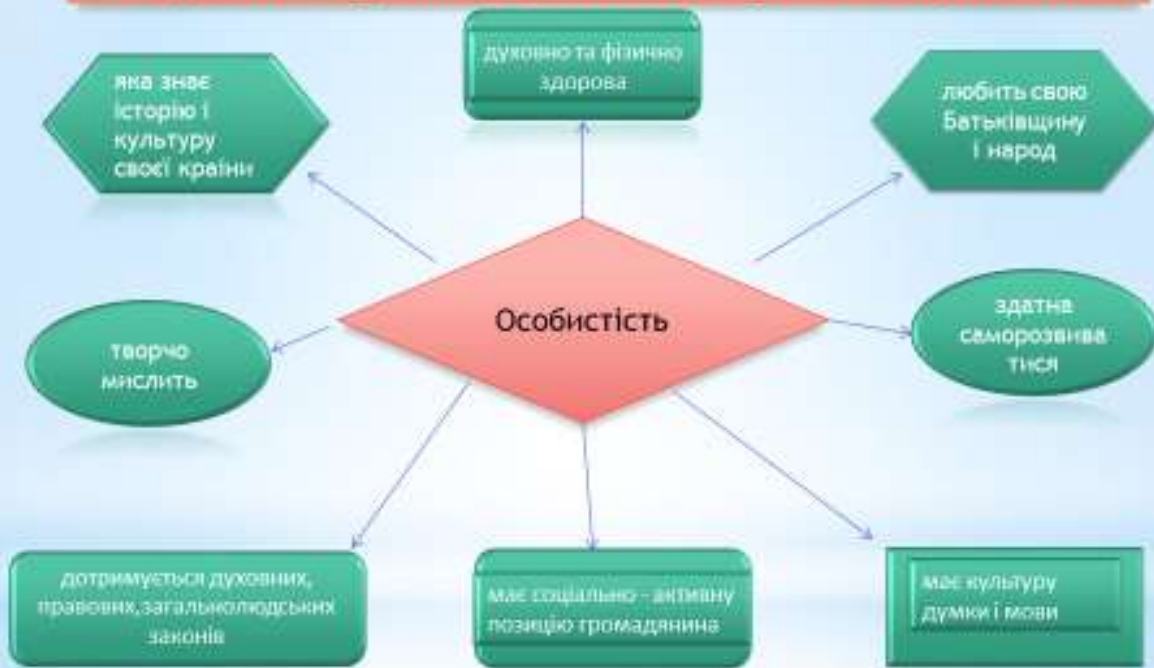 духовно та фізично
здорова
яка знає
історію і
культуру
своєї країни
любить свою
Батьківщину
і народ
Особистість
творчо
мислить
здатна
саморозвива
тися
дотримується духовних,
правових,загальнолюдських
законів
має соціально - активну
позицію громадянина
має культуру
думки і мови